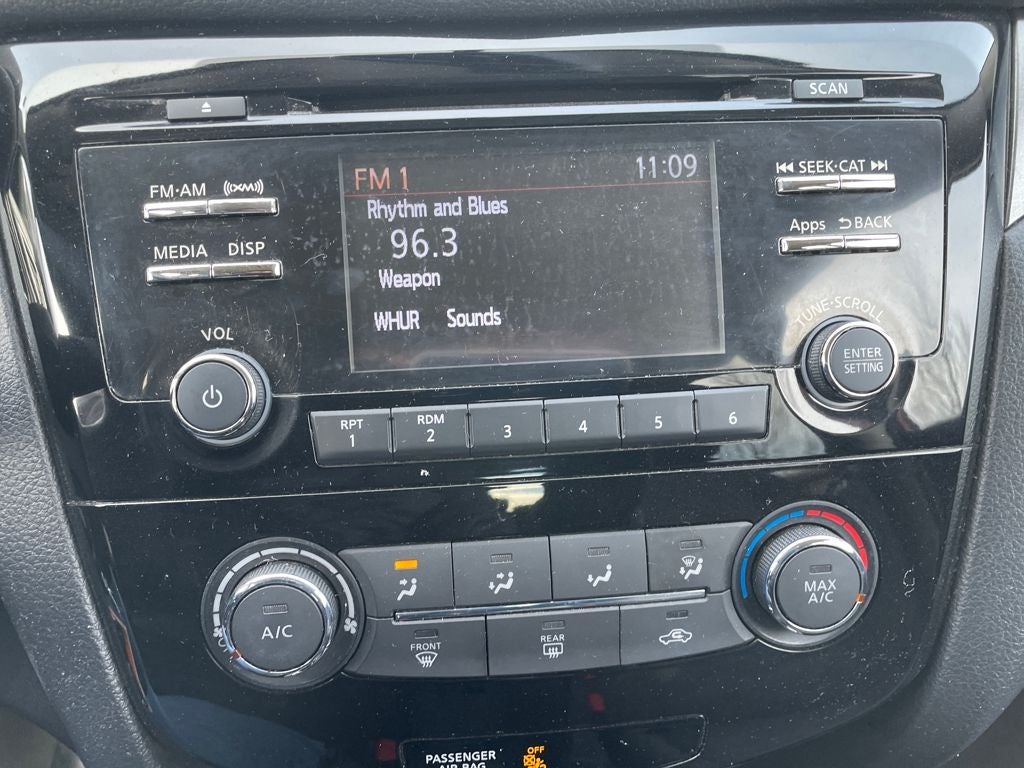 SCAN
FM·AM ((XM))
SEEK·CAT
MEDIA DISP
Apps BACK
FM 1 11:09
Rhythm and Blues
96.3
Weapon
WHUR Sounds
VOL
TUNE·SCROLL
ENTER
SETTING
RPT
1
RDM
2
3
4
5
6
A/C
MAX
A/C
FRONT
REAR
PASSENGER
AIR BAG
OFF